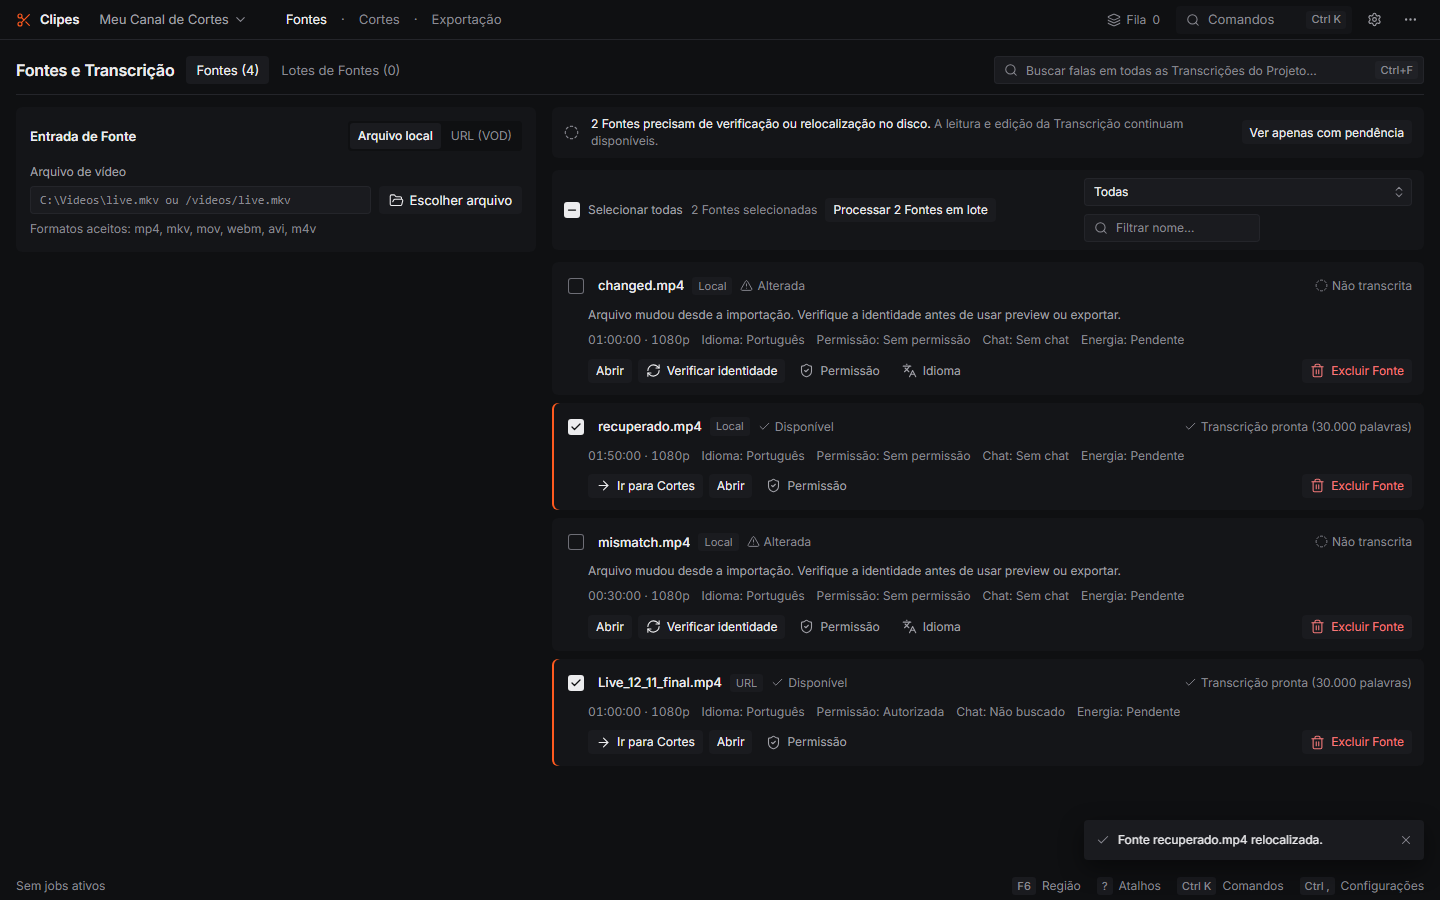 Clipes
Meu Canal de Cortes
Fontes · Cortes · Exportação
Fila 0
Comandos Ctrl K
Fontes e Transcrição
Fontes (4)
Lotes de Fontes (0)
Buscar falas em todas as Transcrições do Projeto... Ctrl+F
Entrada de Fonte
Arquivo local
URL (VOD)
Arquivo de vídeo
C:\Videos\live.mkv ou /videos/live.mkv
Escolher arquivo
Formatos aceitos: mp4, mkv, mov, webm, avi, m4v
2 Fontes precisam de verificação ou relocalização no disco. A leitura e edição da Transcrição continuam
disponíveis.
Ver apenas com pendência
Selecionar todas 2 Fontes selecionadas Processar 2 Fontes em lote
Todas
Filtrar nome...
changed.mp4 Local Alterada Não transcrita
Arquivo mudou desde a importação. Verifique a identidade antes de usar preview ou exportar.
01:00:00 · 1080p Idioma: Português Permissão: Sem permissão Chat: Sem chat Energia: Pendente
Abrir Verificar identidade Permissão Idioma Excluir Fonte
recuperado.mp4 Local Disponível Transcrição pronta (30.000 palavras)
01:50:00 · 1080p Idioma: Português Permissão: Sem permissão Chat: Sem chat Energia: Pendente
Ir para Cortes Abrir Permissão Excluir Fonte
mismatch.mp4 Local Alterada Não transcrita
Arquivo mudou desde a importação. Verifique a identidade antes de usar preview ou exportar.
00:30:00 · 1080p Idioma: Português Permissão: Sem permissão Chat: Sem chat Energia: Pendente
Abrir Verificar identidade Permissão Idioma Excluir Fonte
Live_12_11_final.mp4 URL Disponível Transcrição pronta (30.000 palavras)
01:00:00 · 1080p Idioma: Português Permissão: Autorizada Chat: Não buscado Energia: Pendente
Ir para Cortes Abrir Permissão Excluir Fonte
Fonte recuperado.mp4 relocalizada.
Sem jobs ativos
F6 Região ? Atalhos Ctrl K Comandos Ctrl , Configurações